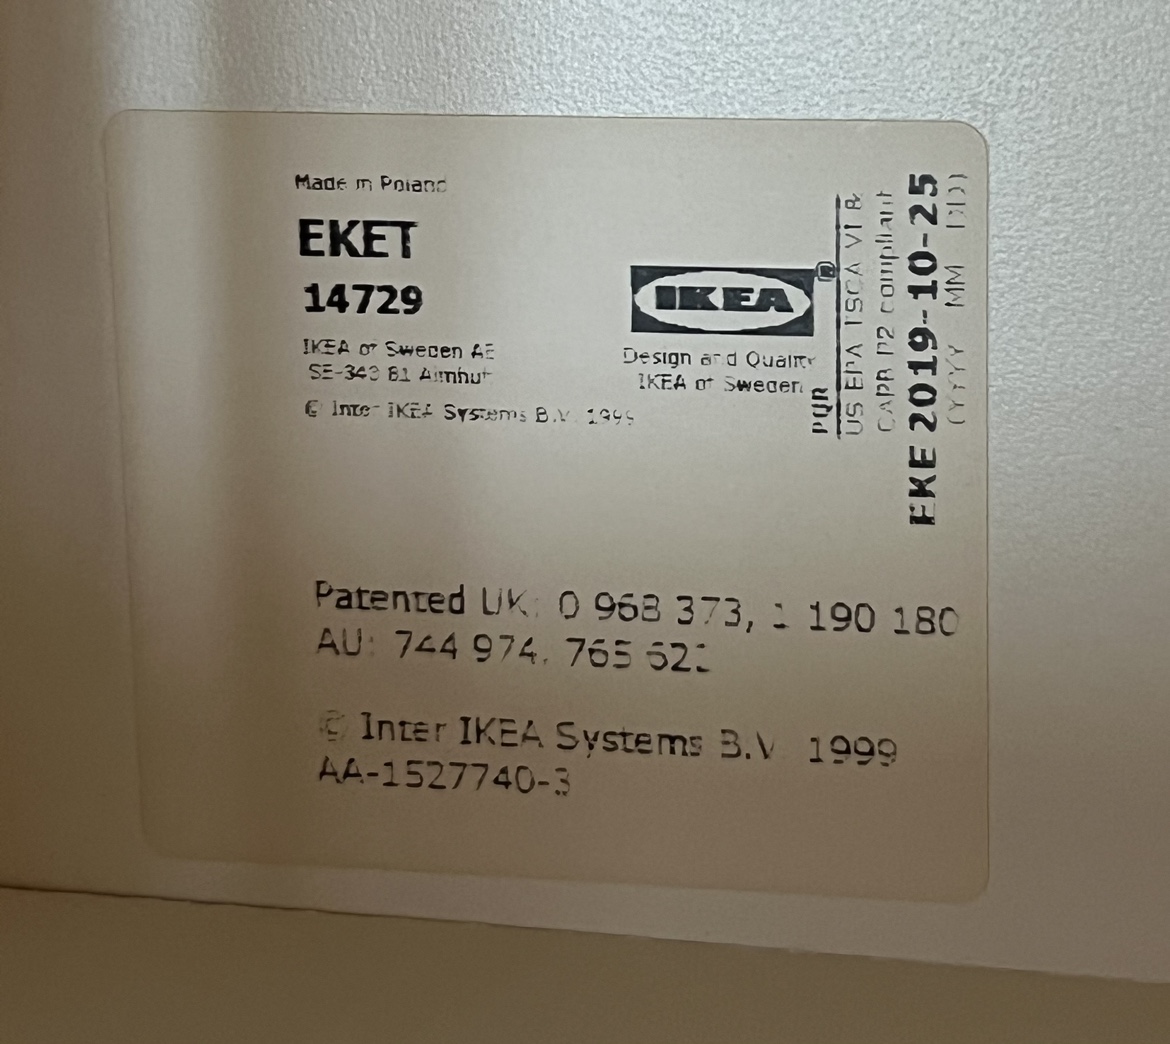 Made in Poland
EKET
14729
IKEA of Sweden AB
SE-343 81 Älmhult
© Inter IKEA Systems B.V. 1999
IKEA ®
Design and Quality
IKEA of Sweden
PQR
US EPA TSCA VI &
CARB P2 compliant
EKE 2019-10-25
(YYYY MM DD)
Patented UK: 0 968 373, 1 190 180
AU: 744 974, 765 621
© Inter IKEA Systems B.V. 1999
AA-1527740-3